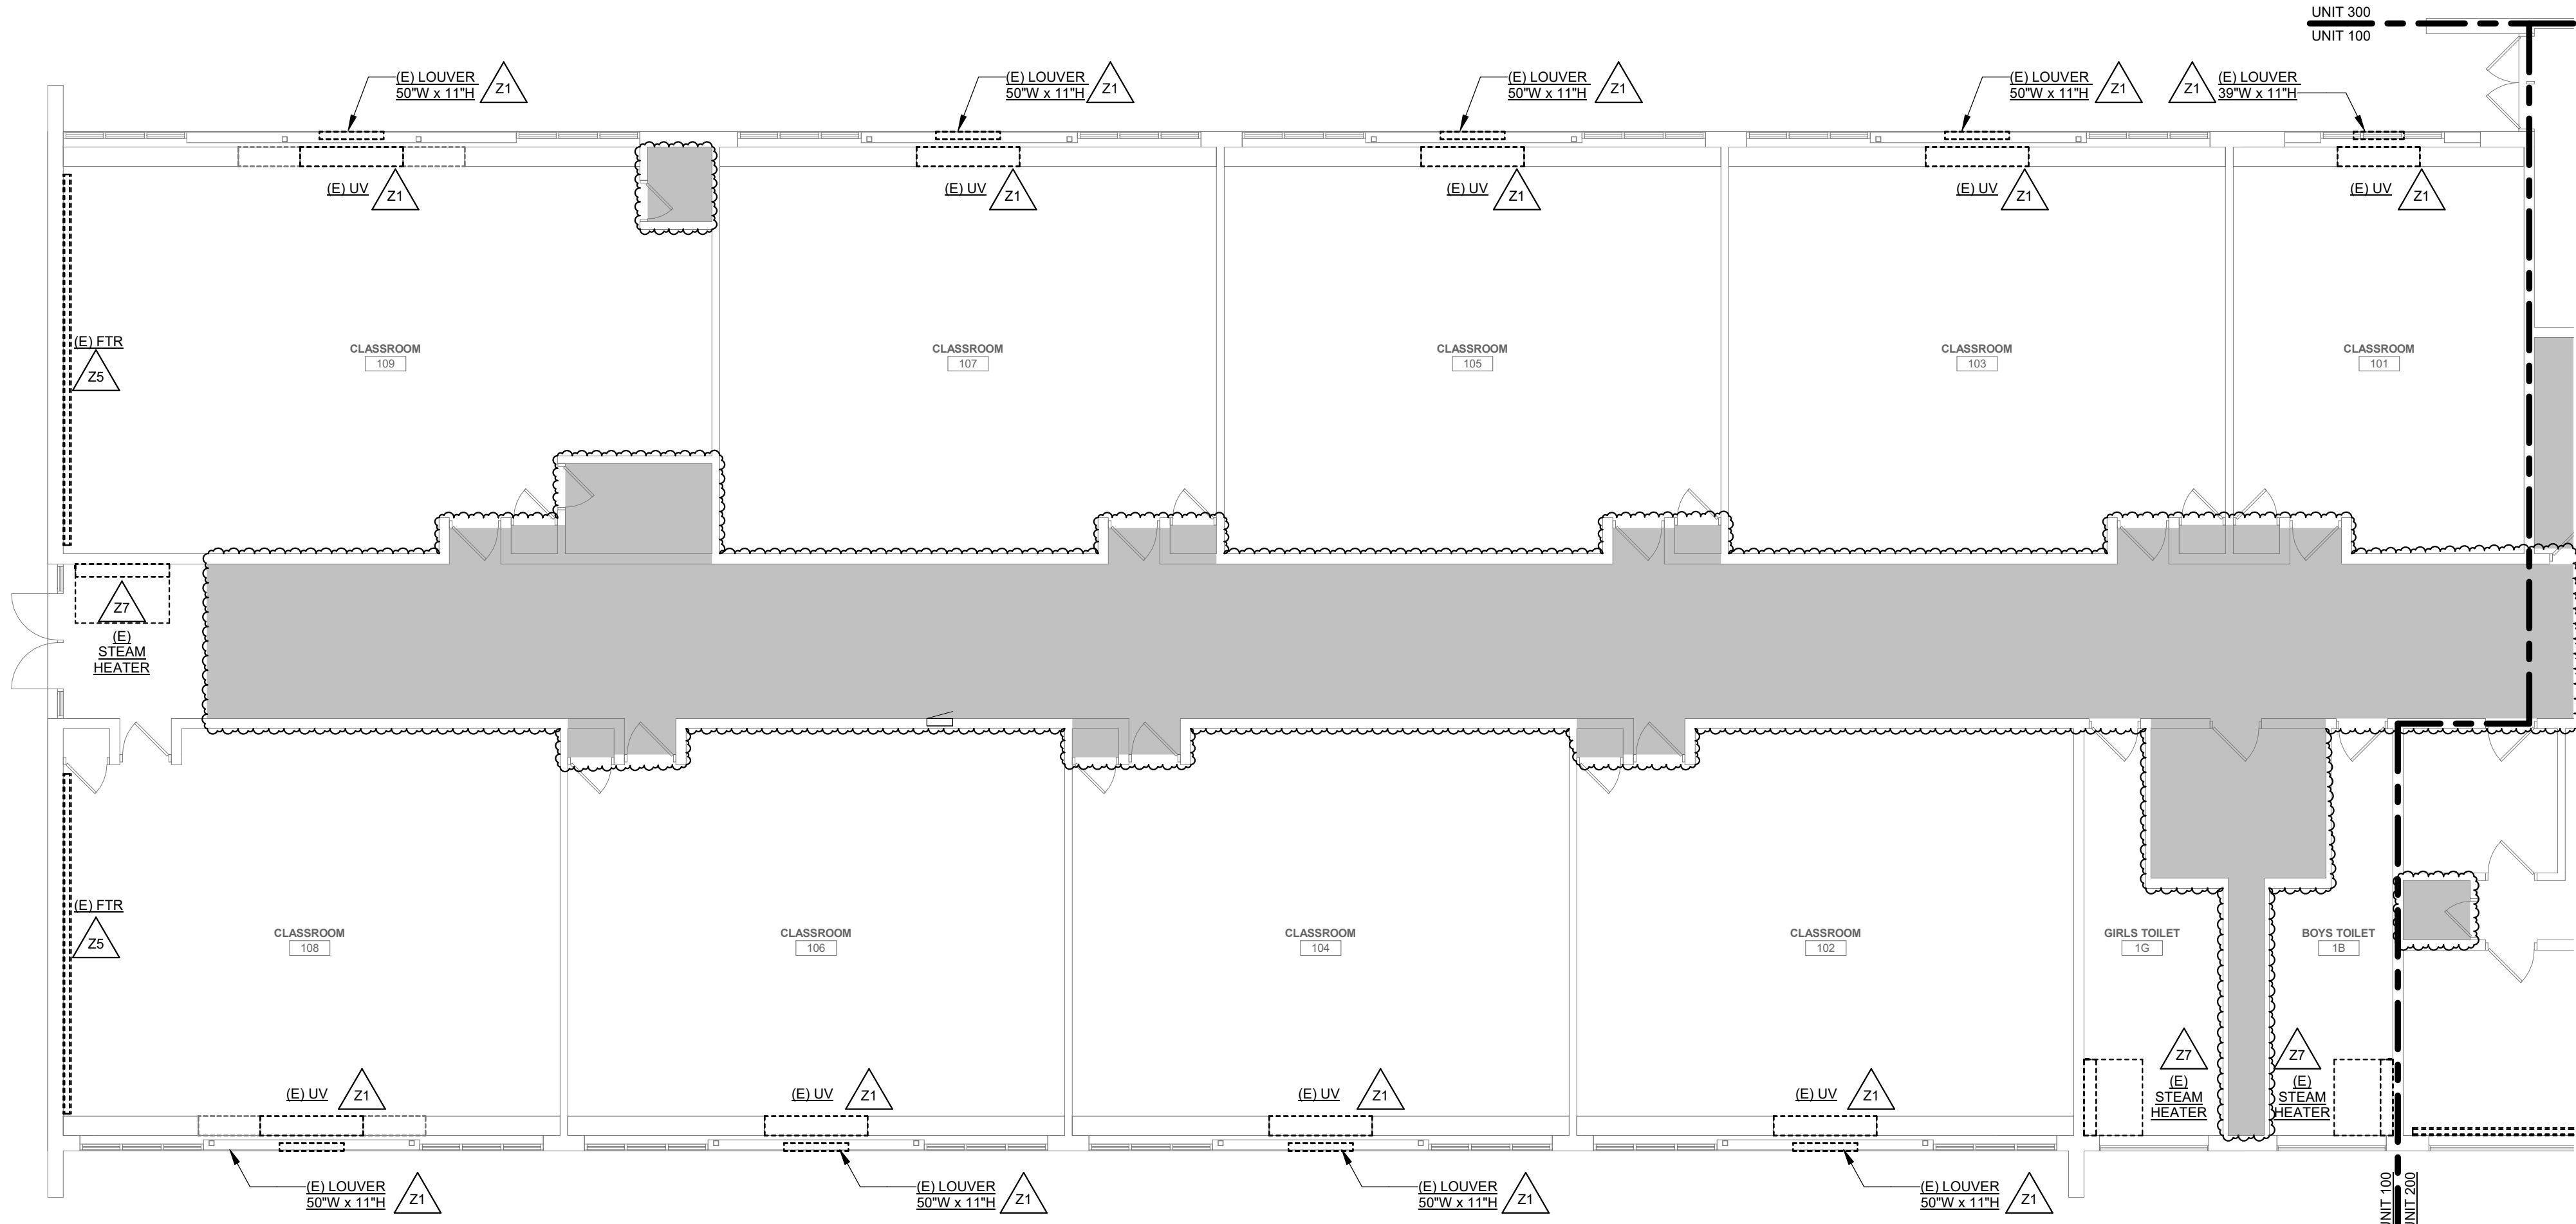 UNIT 300
UNIT 100
(E) LOUVER
50"W x 11"H
Z1
(E) LOUVER
50"W x 11"H
Z1
(E) LOUVER
50"W x 11"H
Z1
(E) LOUVER
50"W x 11"H
Z1
Z1
(E) LOUVER
39"W x 11"H
(E) UV
Z1
(E) UV
Z1
(E) UV
Z1
(E) UV
Z1
(E) UV
Z1
(E) FTR
Z5
CLASSROOM
109
CLASSROOM
107
CLASSROOM
105
CLASSROOM
103
CLASSROOM
101
Z7
(E)
STEAM
HEATER
(E) FTR
Z5
CLASSROOM
108
CLASSROOM
106
CLASSROOM
104
CLASSROOM
102
GIRLS TOILET
1G
BOYS TOILET
1B
Z7
(E)
STEAM
HEATER
Z7
(E)
STEAM
HEATER
(E) UV
Z1
(E) UV
Z1
(E) UV
Z1
(E) UV
Z1
(E) LOUVER
50"W x 11"H
Z1
(E) LOUVER
50"W x 11"H
Z1
(E) LOUVER
50"W x 11"H
Z1
(E) LOUVER
50"W x 11"H
Z1
UNIT 100
UNIT 200